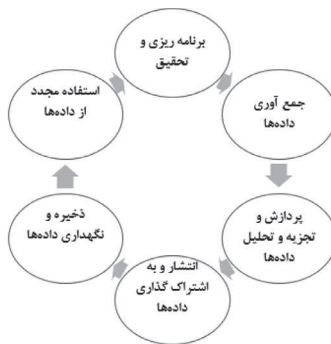 برنامه ریزی و
تحقیق
جمع آوری
داده‌ها
پردازش و
تجزیه و تحلیل
داده‌ها
انتشار و به
اشتراک گذاری
داده‌ها
ذخیره و
نگهداری داده‌ها
استفاده مجدد
از داده‌ها